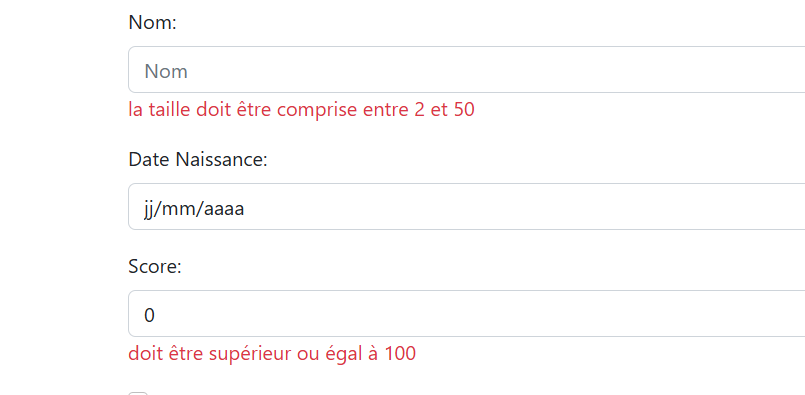 Nom:
Nom
la taille doit être comprise entre 2 et 50
Date Naissance:
jj/mm/aaaa
Score:
0
doit être supérieur ou égal à 100